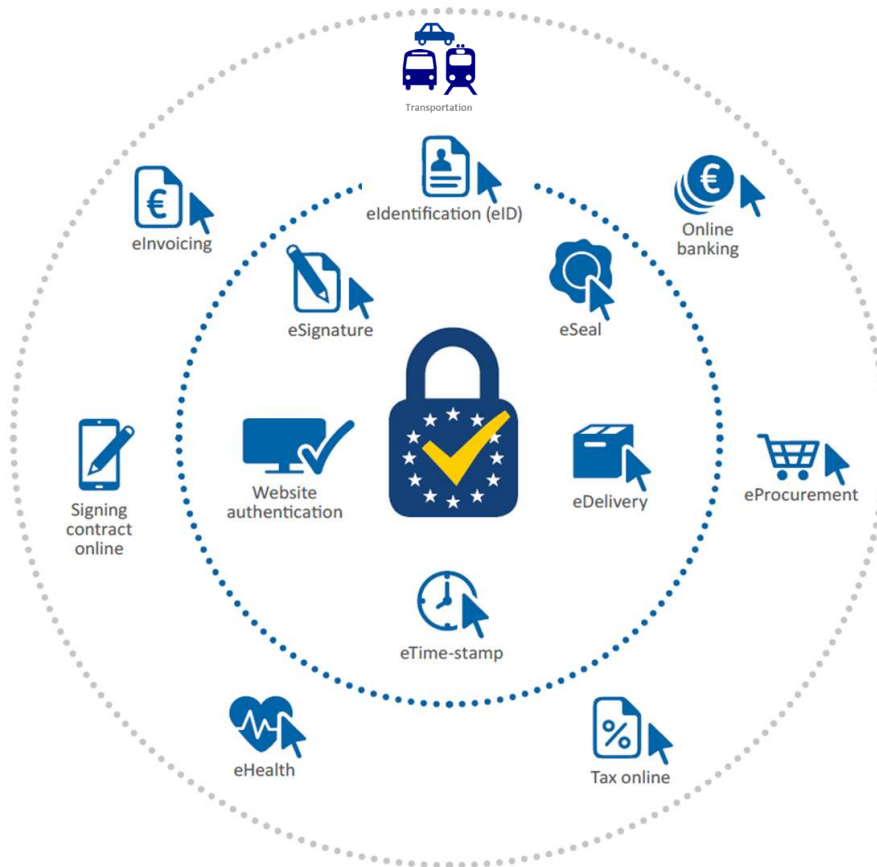 Transportation
eIdentification (eID)
eInvoicing
Online
banking
eSignature
eSeal
Website
authentication
eDelivery
eProcurement
Signing
contract
online
eTime-stamp
eHealth
Tax online